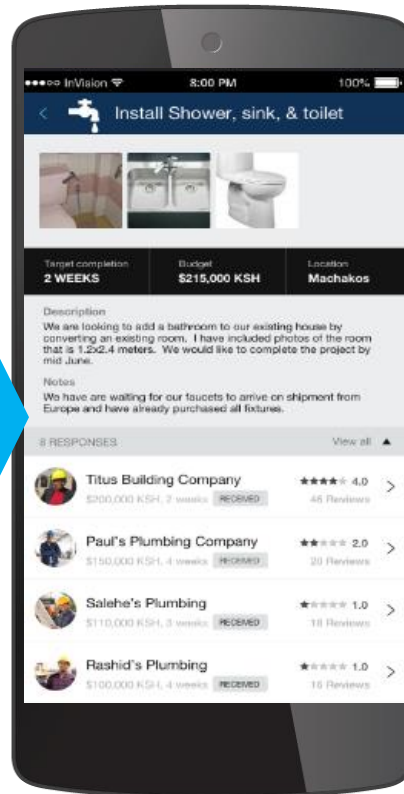 InVision 8:00 PM 100%
< Install Shower, sink, & toilet
Target completion Budget Location
2 WEEKS $215,000 KSH Machakos
Description
We are looking to add a bathroom to our existing house by
converting an existing room. I have included photos of the room
that is 1.2x2.4 meters. We would like to complete the project by
mid June.
Notes
We have are waiting for our faucets to arrive on shipment from
Europe and have already purchased all fixtures.
8 RESPONSES View all ▲
Titus Building Company ★★★★☆ 4.0 >
$200,000 KSH, 2 weeks RECEIVED 46 Reviews
Paul's Plumbing Company ★★☆☆☆ 2.0 >
$150,000 KSH, 4 weeks RECEIVED 20 Reviews
Salehe's Plumbing ★☆☆☆☆ 1.0 >
$110,000 KSH, 3 weeks RECEIVED 18 Reviews
Rashid's Plumbing ★☆☆☆☆ 1.0 >
$100,000 KSH, 4 weeks RECEIVED 16 Reviews